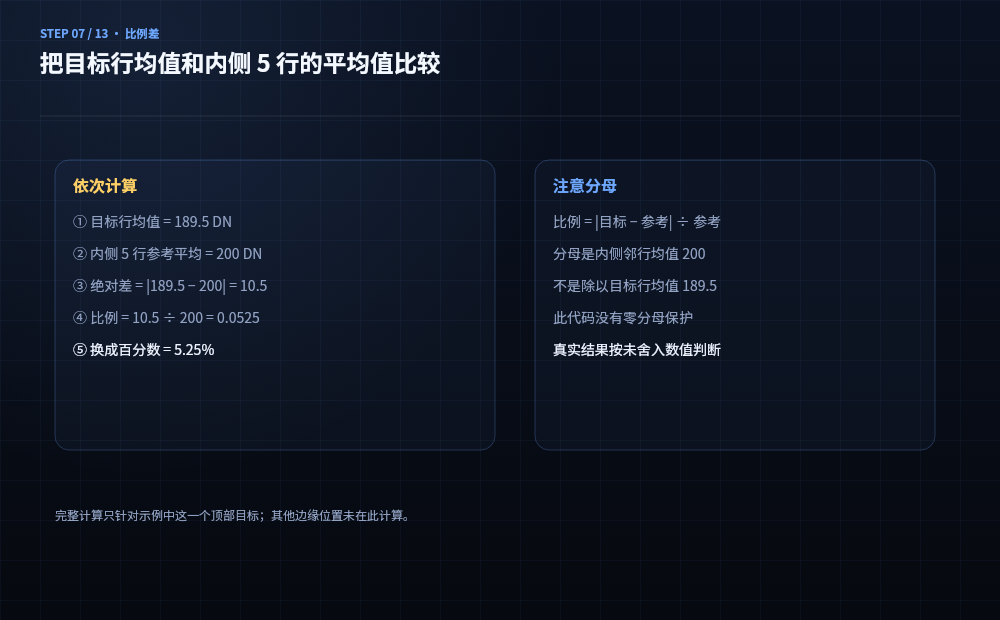 STEP 07 / 13 · 比例差
把目标行均值和内侧 5 行的平均值比较
依次计算
① 目标行均值 = 189.5 DN
② 内侧 5 行参考平均 = 200 DN
③ 绝对差 = |189.5 − 200| = 10.5
④ 比例 = 10.5 ÷ 200 = 0.0525
⑤ 换成百分数 = 5.25%
注意分母
比例 = |目标 − 参考| ÷ 参考
分母是内侧邻行均值 200
不是除以目标行均值 189.5
此代码没有零分母保护
真实结果按未舍入数值判断
完整计算只针对示例中这一个顶部目标；其他边缘位置未在此计算。